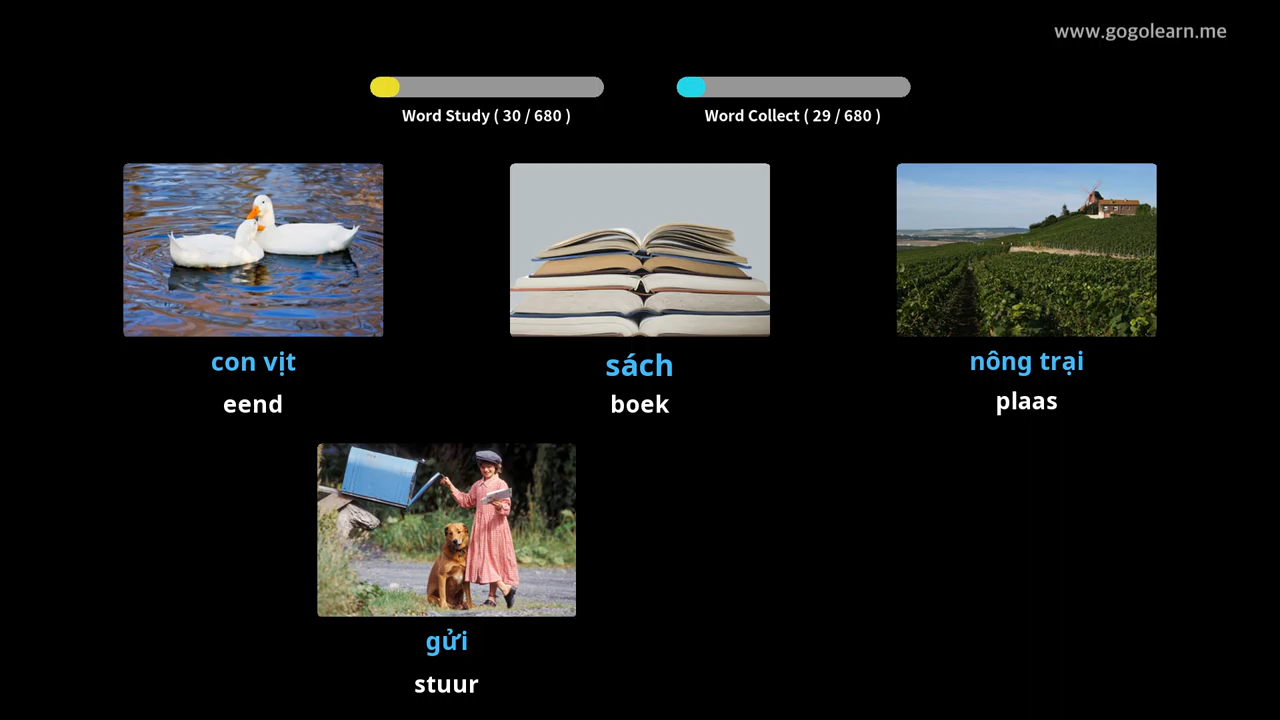 www.gogolearn.me
Word Study ( 30 / 680 )
Word Collect ( 29 / 680 )
con vịt
sách
nông trại
eend
boek
plaas
gửi
stuur